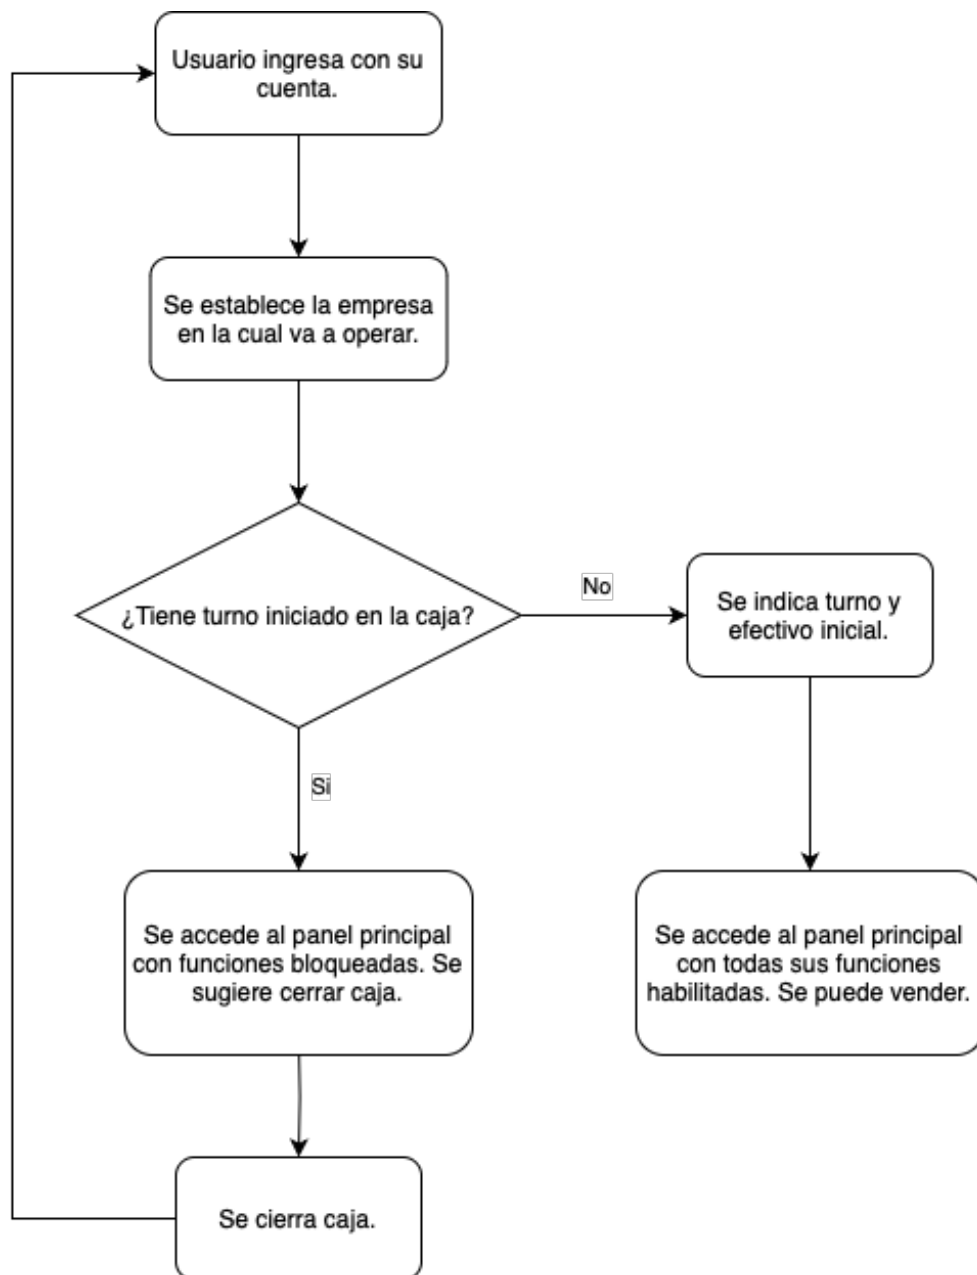 Usuario ingresa con su
cuenta.
Se establece la empresa
en la cual va a operar.
¿Tiene turno iniciado en la caja?
No
Se indica turno y
efectivo inicial.
Si
Se accede al panel principal
con funciones bloqueadas. Se
sugiere cerrar caja.
Se accede al panel principal
con todas sus funciones
habilitadas. Se puede vender.
Se cierra caja.